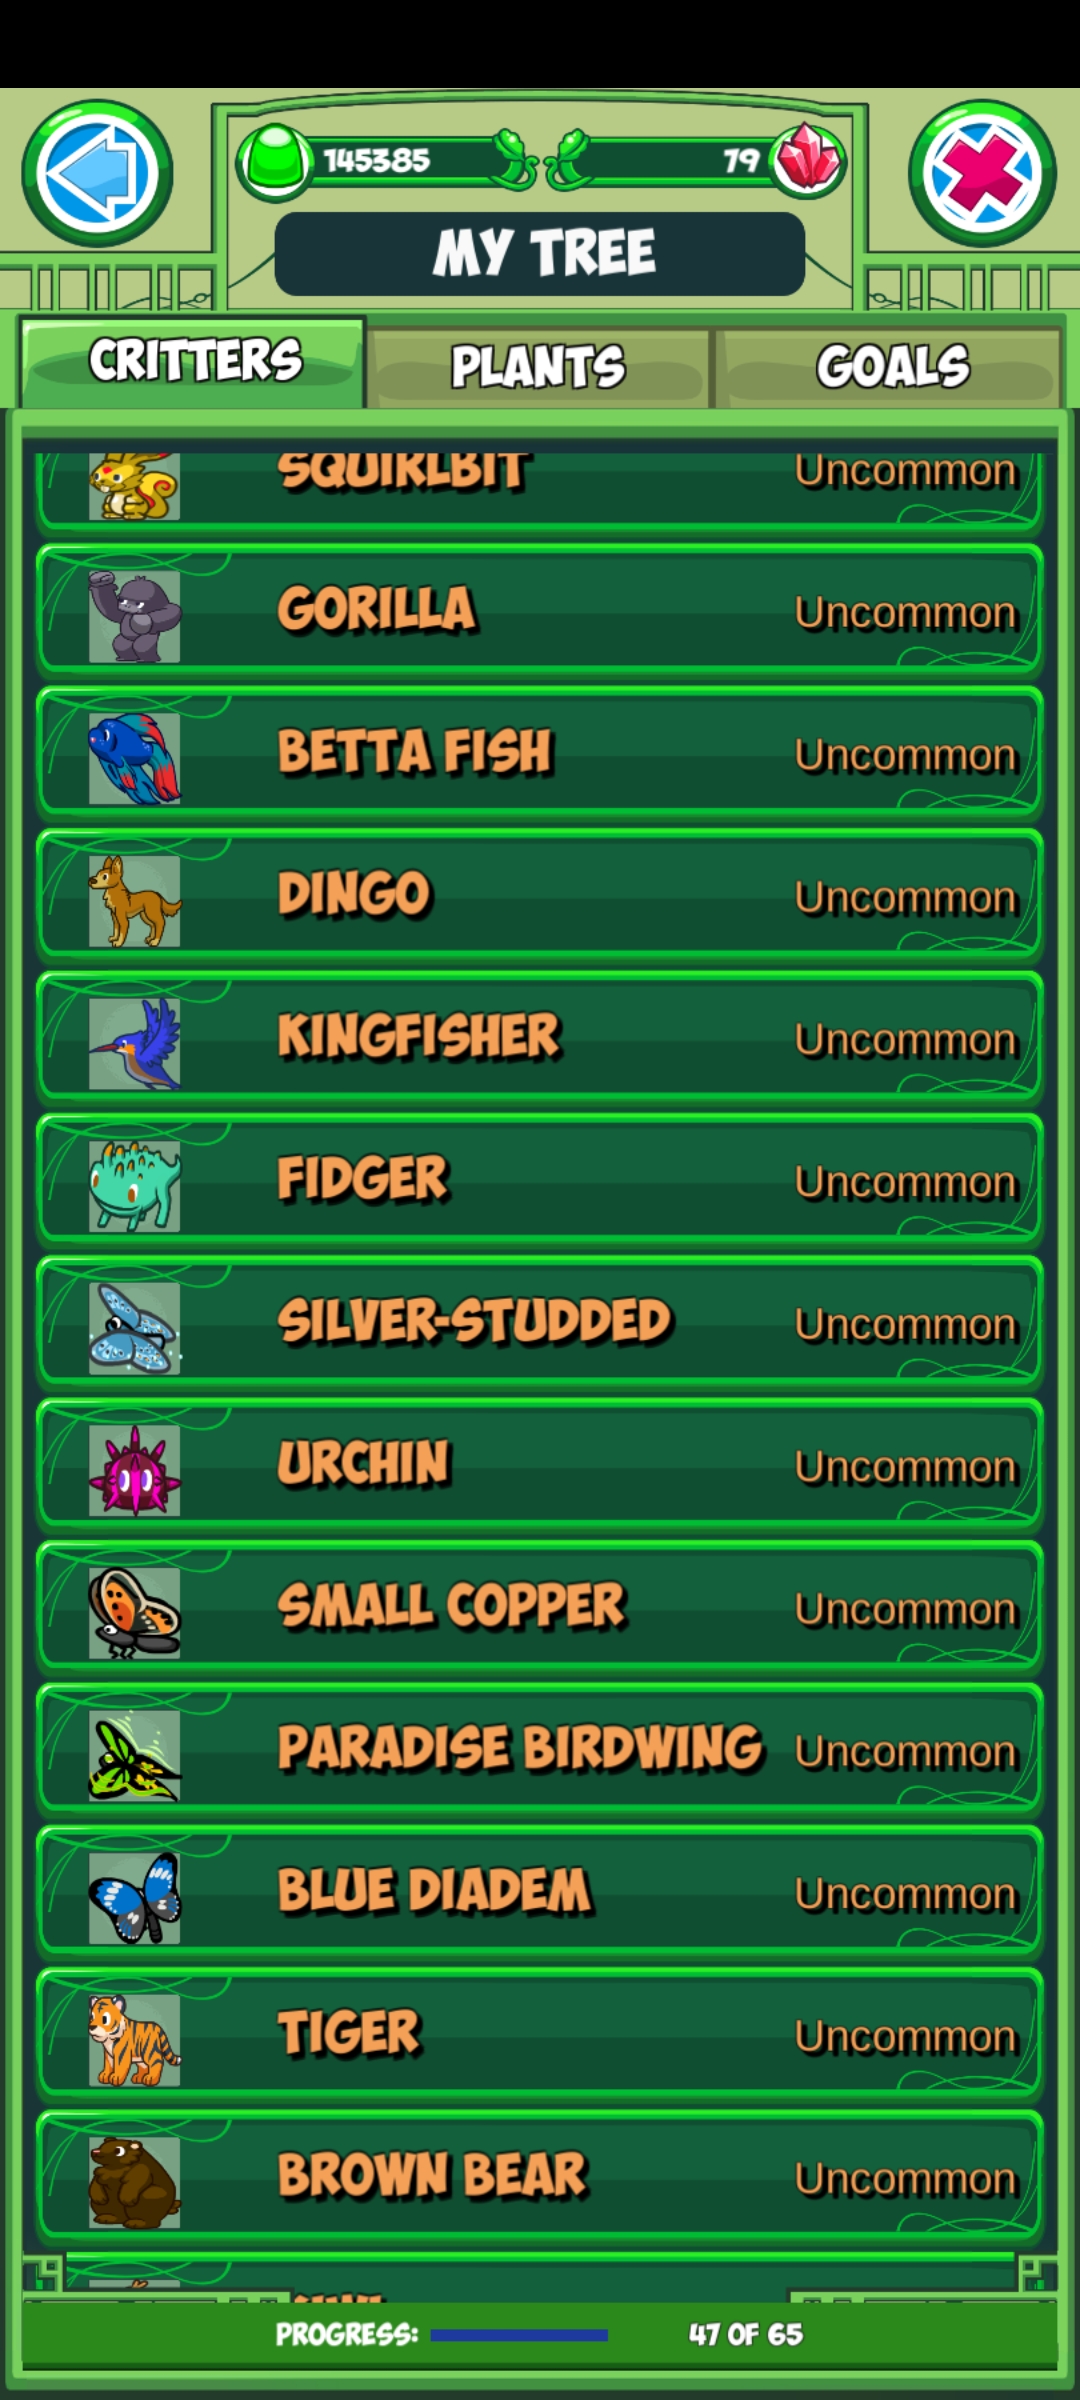 145385
79
MY TREE
CRITTERS
PLANTS
GOALS
SQUIRLBIT Uncommon
GORILLA Uncommon
BETTA FISH Uncommon
DINGO Uncommon
KINGFISHER Uncommon
FIDGER Uncommon
SILVER-STUDDED Uncommon
URCHIN Uncommon
SMALL COPPER Uncommon
PARADISE BIRDWING Uncommon
BLUE DIADEM Uncommon
TIGER Uncommon
BROWN BEAR Uncommon
PROGRESS: 47 OF 65